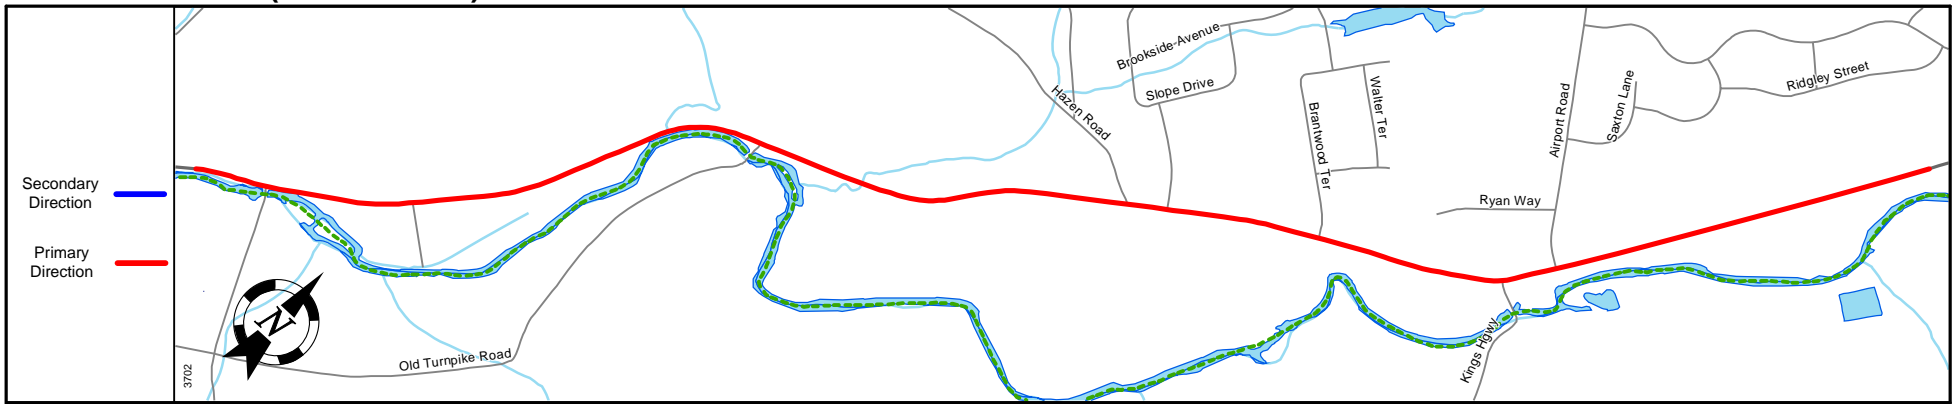 Secondary
Direction
Primary
Direction
Brookside Avenue
Slope Drive
Hazen Road
Walter Ter
Brantwood Ter
Airport Road
Saxton Lane
Ridgley Street
Ryan Way
Kings Hgwy
Old Turnpike Road
N
3702